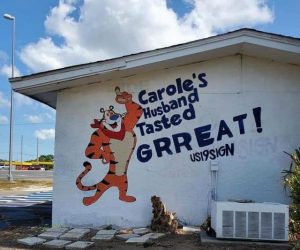 Carole's
Husband
Tasted
GRREAT!
US19SIGN